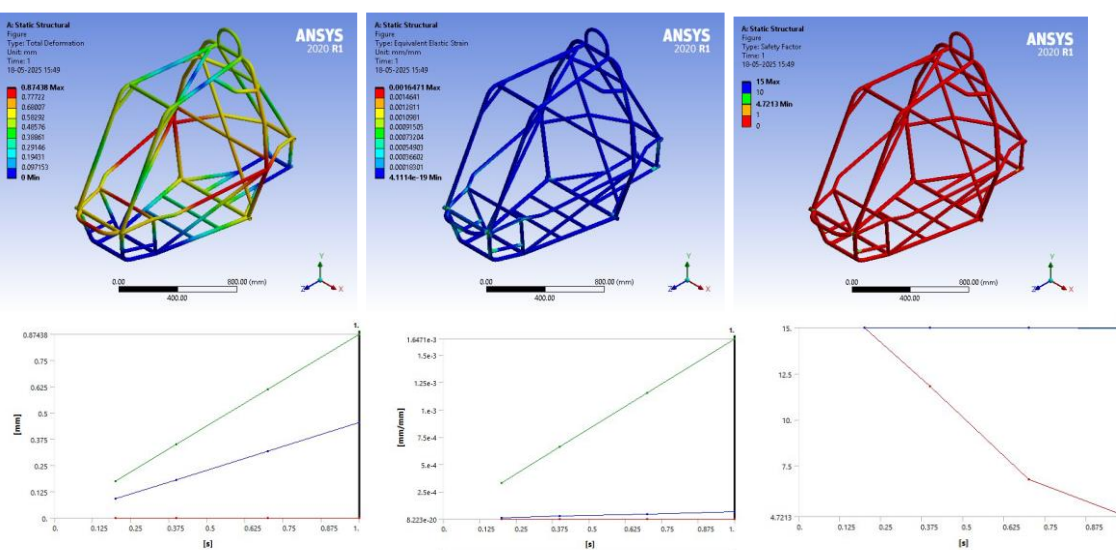 A: Static Structural
Figure
Type: Total Deformation
Unit: mm
Time: 1
18-05-2025 15:49
0.87438 Max
0.77722
0.68007
0.58292
0.48576
0.38861
0.29146
0.19431
0.097153
0 Min
ANSYS
2020 R1
0.00
800.00 (mm)
400.00
Y
Z
X
A: Static Structural
Figure
Type: Equivalent Elastic Strain
Unit: mm/mm
Time: 1
18-05-2025 15:49
0.0016471 Max
0.0014641
0.0012811
0.0010981
0.00091505
0.00073204
0.00054903
0.00036602
0.00018301
4.1114e-19 Min
ANSYS
2020 R1
0.00
800.00 (mm)
400.00
Y
Z
X
A: Static Structural
Figure
Type: Safety Factor
Time: 1
18-05-2025 15:49
15 Max
10
4.7213 Min
1
0
ANSYS
2020 R1
0.00
800.00 (mm)
400.00
Y
Z
X
1.
0.87438
0.75
0.625
0.5
0.375
0.25
0.125
0.
[mm]
0. 0.125 0.25 0.375 0.5 0.625 0.75 0.875 1.
[s]
1.
1.6471e-3
1.5e-3
1.25e-3
1.e-3
7.5e-4
5.e-4
2.5e-4
8.223e-20
[mm/mm]
0. 0.125 0.25 0.375 0.5 0.625 0.75 0.875 1.
[s]
15.
12.5
10.
7.5
4.7213
0. 0.125 0.25 0.375 0.5 0.625 0.75 0.875
[s]